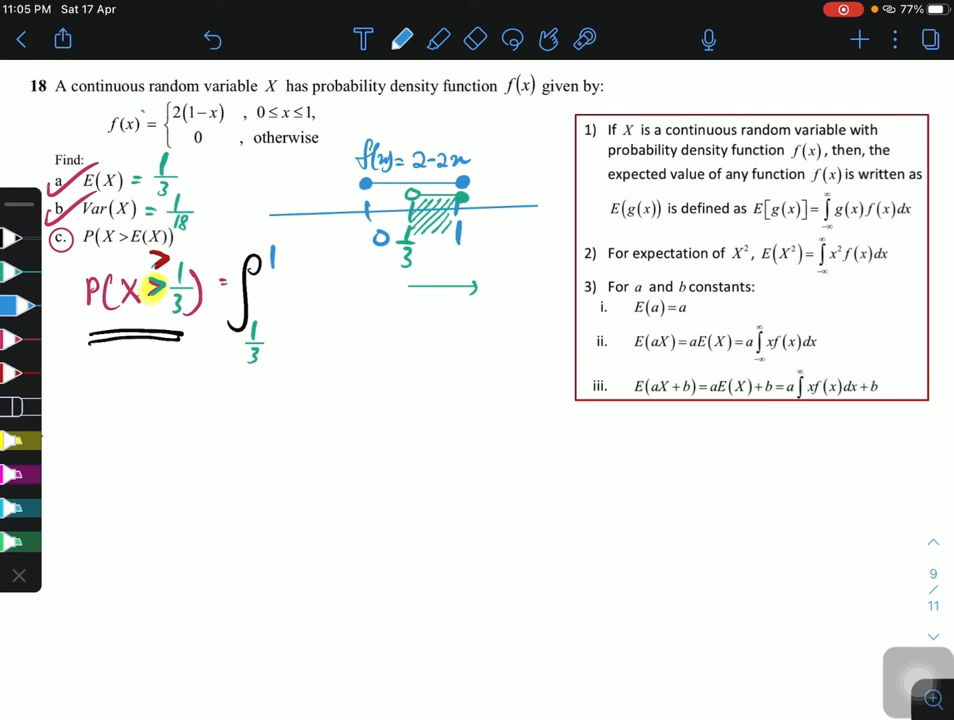 11:05 PM Sat 17 Apr
77%
T
18 A continuous random variable X has probability density function f(x) given by:
f(x) = { 2(1−x) , 0 ≤ x ≤ 1,
0 , otherwise
Find:
a E(X) = 1/3
b Var(X) = 1/18
c. P(X > E(X))
P(X > 1/3) = ∫
>
1
1/3
f(x) = 2-2x
0 1/3 1
1) If X is a continuous random variable with
probability density function f(x), then, the
expected value of any function f(x) is written as
E(g(x)) is defined as E[g(x)] = ∫_{-∞}^{∞} g(x) f(x) dx
2) For expectation of X², E(X²) = ∫_{-∞}^{∞} x² f(x) dx
3) For a and b constants:
i. E(a) = a
ii. E(aX) = aE(X) = a ∫_{-∞}^{∞} xf(x) dx
iii. E(aX + b) = aE(X) + b = a ∫^{∞} xf(x) dx + b
9
/
11